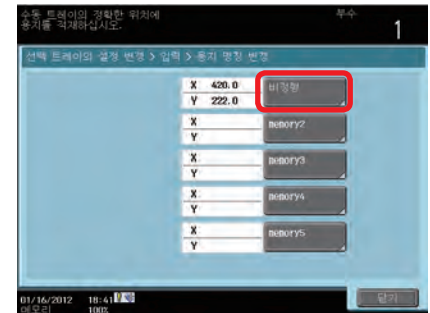 수동 트레이의 정확한 위치에
용지를 적재하십시오.
부수
1
선택 트레이의 설정 변경 > 입력 > 용지 명칭 변경
X 420.0
Y 222.0
비정형
X
Y
memory2
X
Y
memory3
X
Y
memory4
X
Y
memory5
닫기
01/16/2012 18:41
메모리 100%